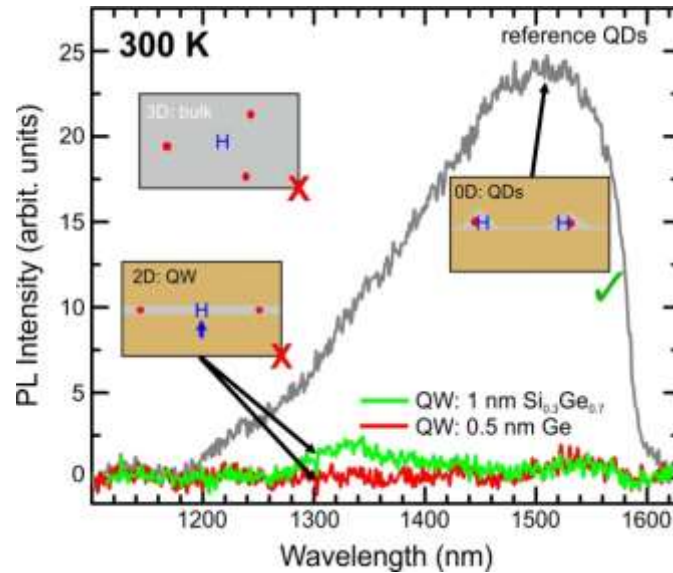 300 K
reference QDs
3D: bulk
H
X
0D: QDs
H H
✓
2D: QW
H
X
QW: 1 nm Si0.3Ge0.7
QW: 0.5 nm Ge
PL Intensity (arbit. units)
25
20
15
10
5
0
1200 1300 1400 1500 1600
Wavelength (nm)